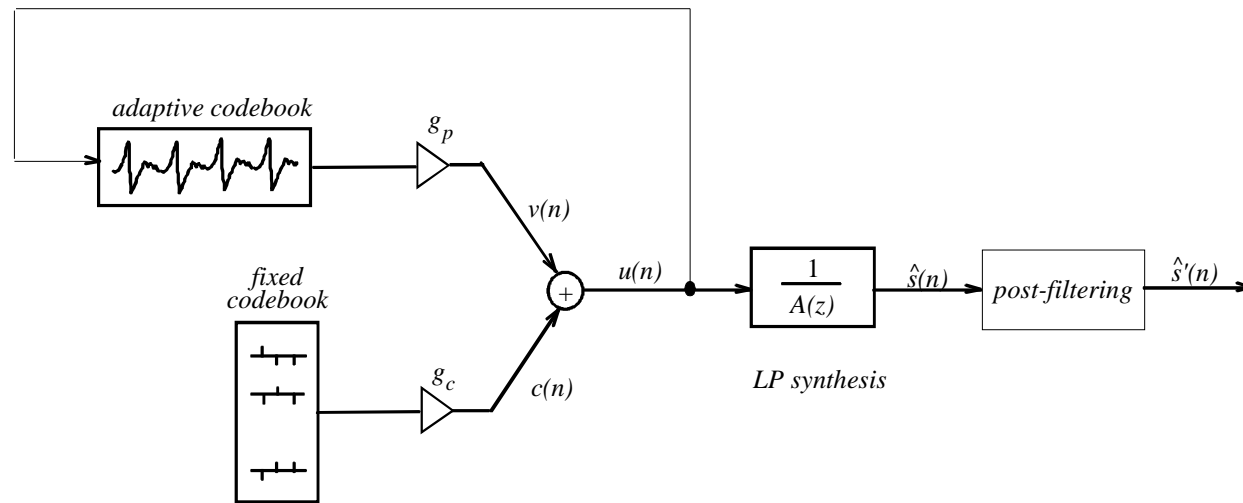 adaptive codebook
g_p
v(n)
fixed
codebook
g_c
c(n)
+
u(n)
1
A(z)
LP synthesis
ŝ(n)
post-filtering
ŝ'(n)